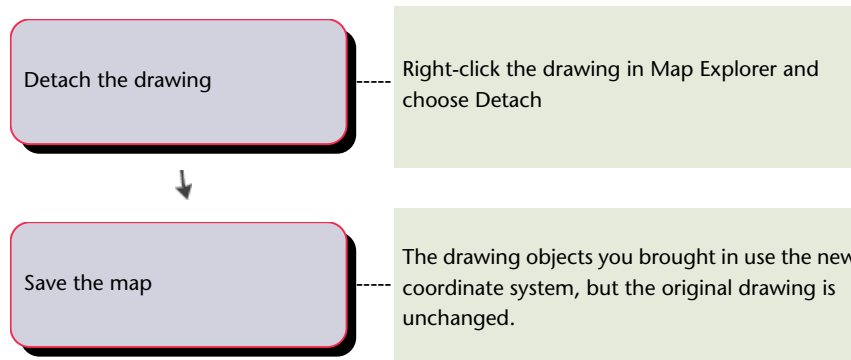 Detach the drawing
Right-click the drawing in Map Explorer and
choose Detach
Save the map
The drawing objects you brought in use the new
coordinate system, but the original drawing is
unchanged.